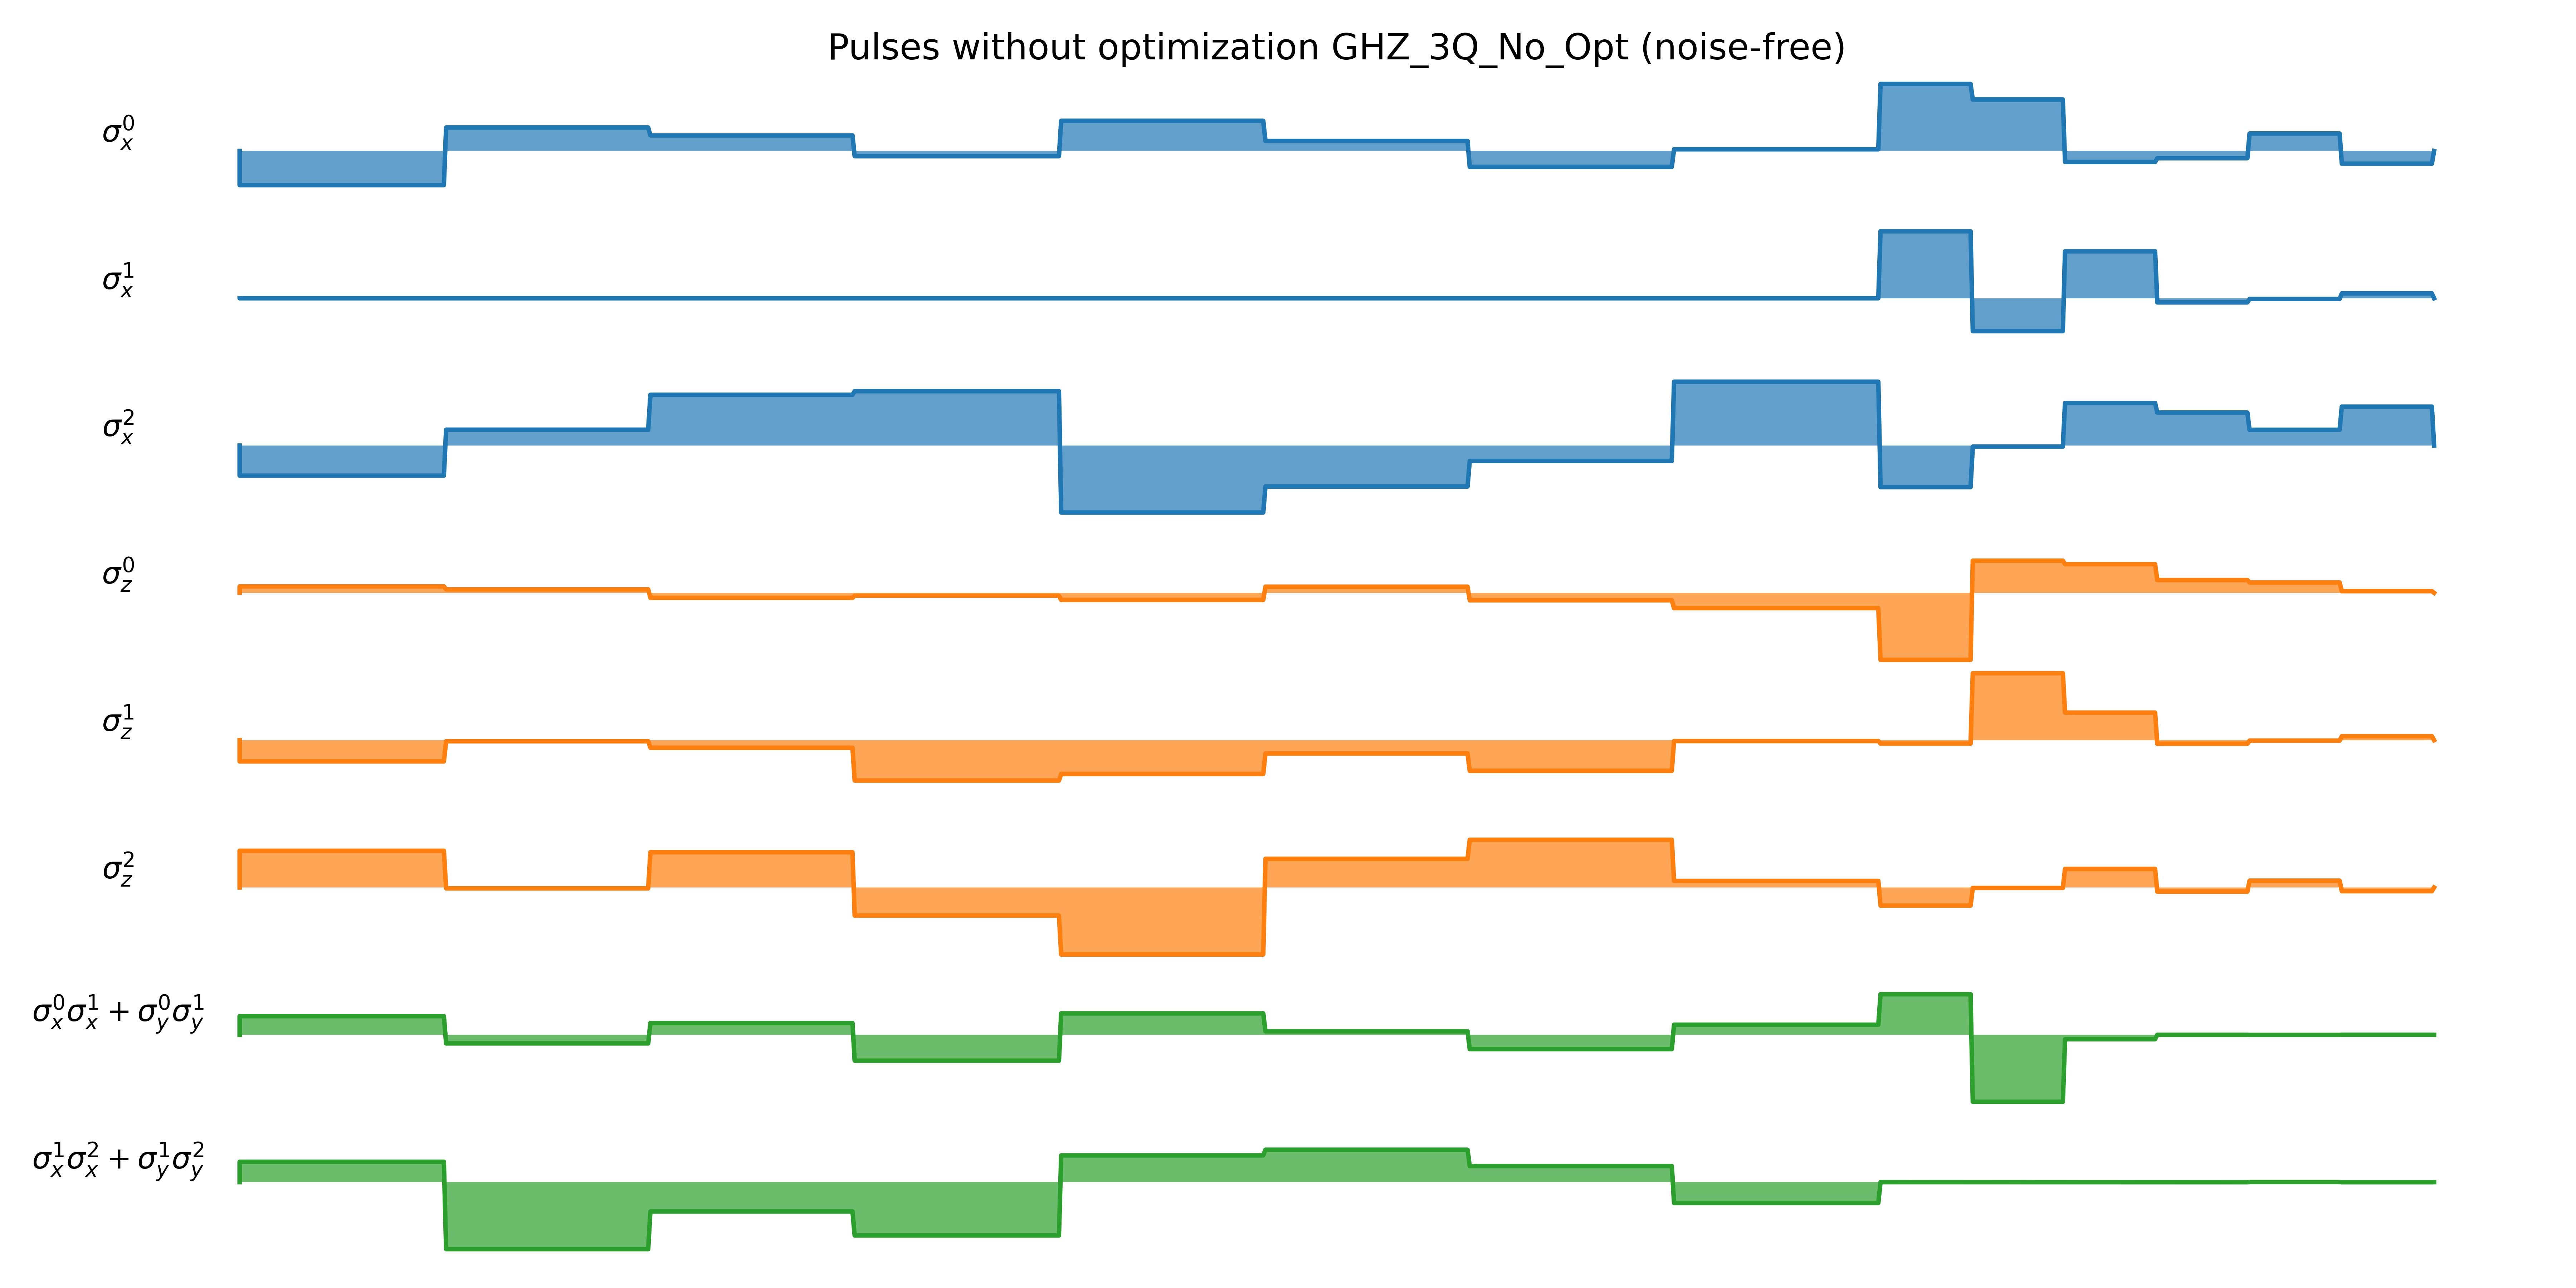 Pulses without optimization GHZ_3Q_No_Opt (noise-free)
σ_x^0
σ_x^1
σ_x^2
σ_z^0
σ_z^1
σ_z^2
σ_x^0σ_x^1 + σ_y^0σ_y^1
σ_x^1σ_x^2 + σ_y^1σ_y^2